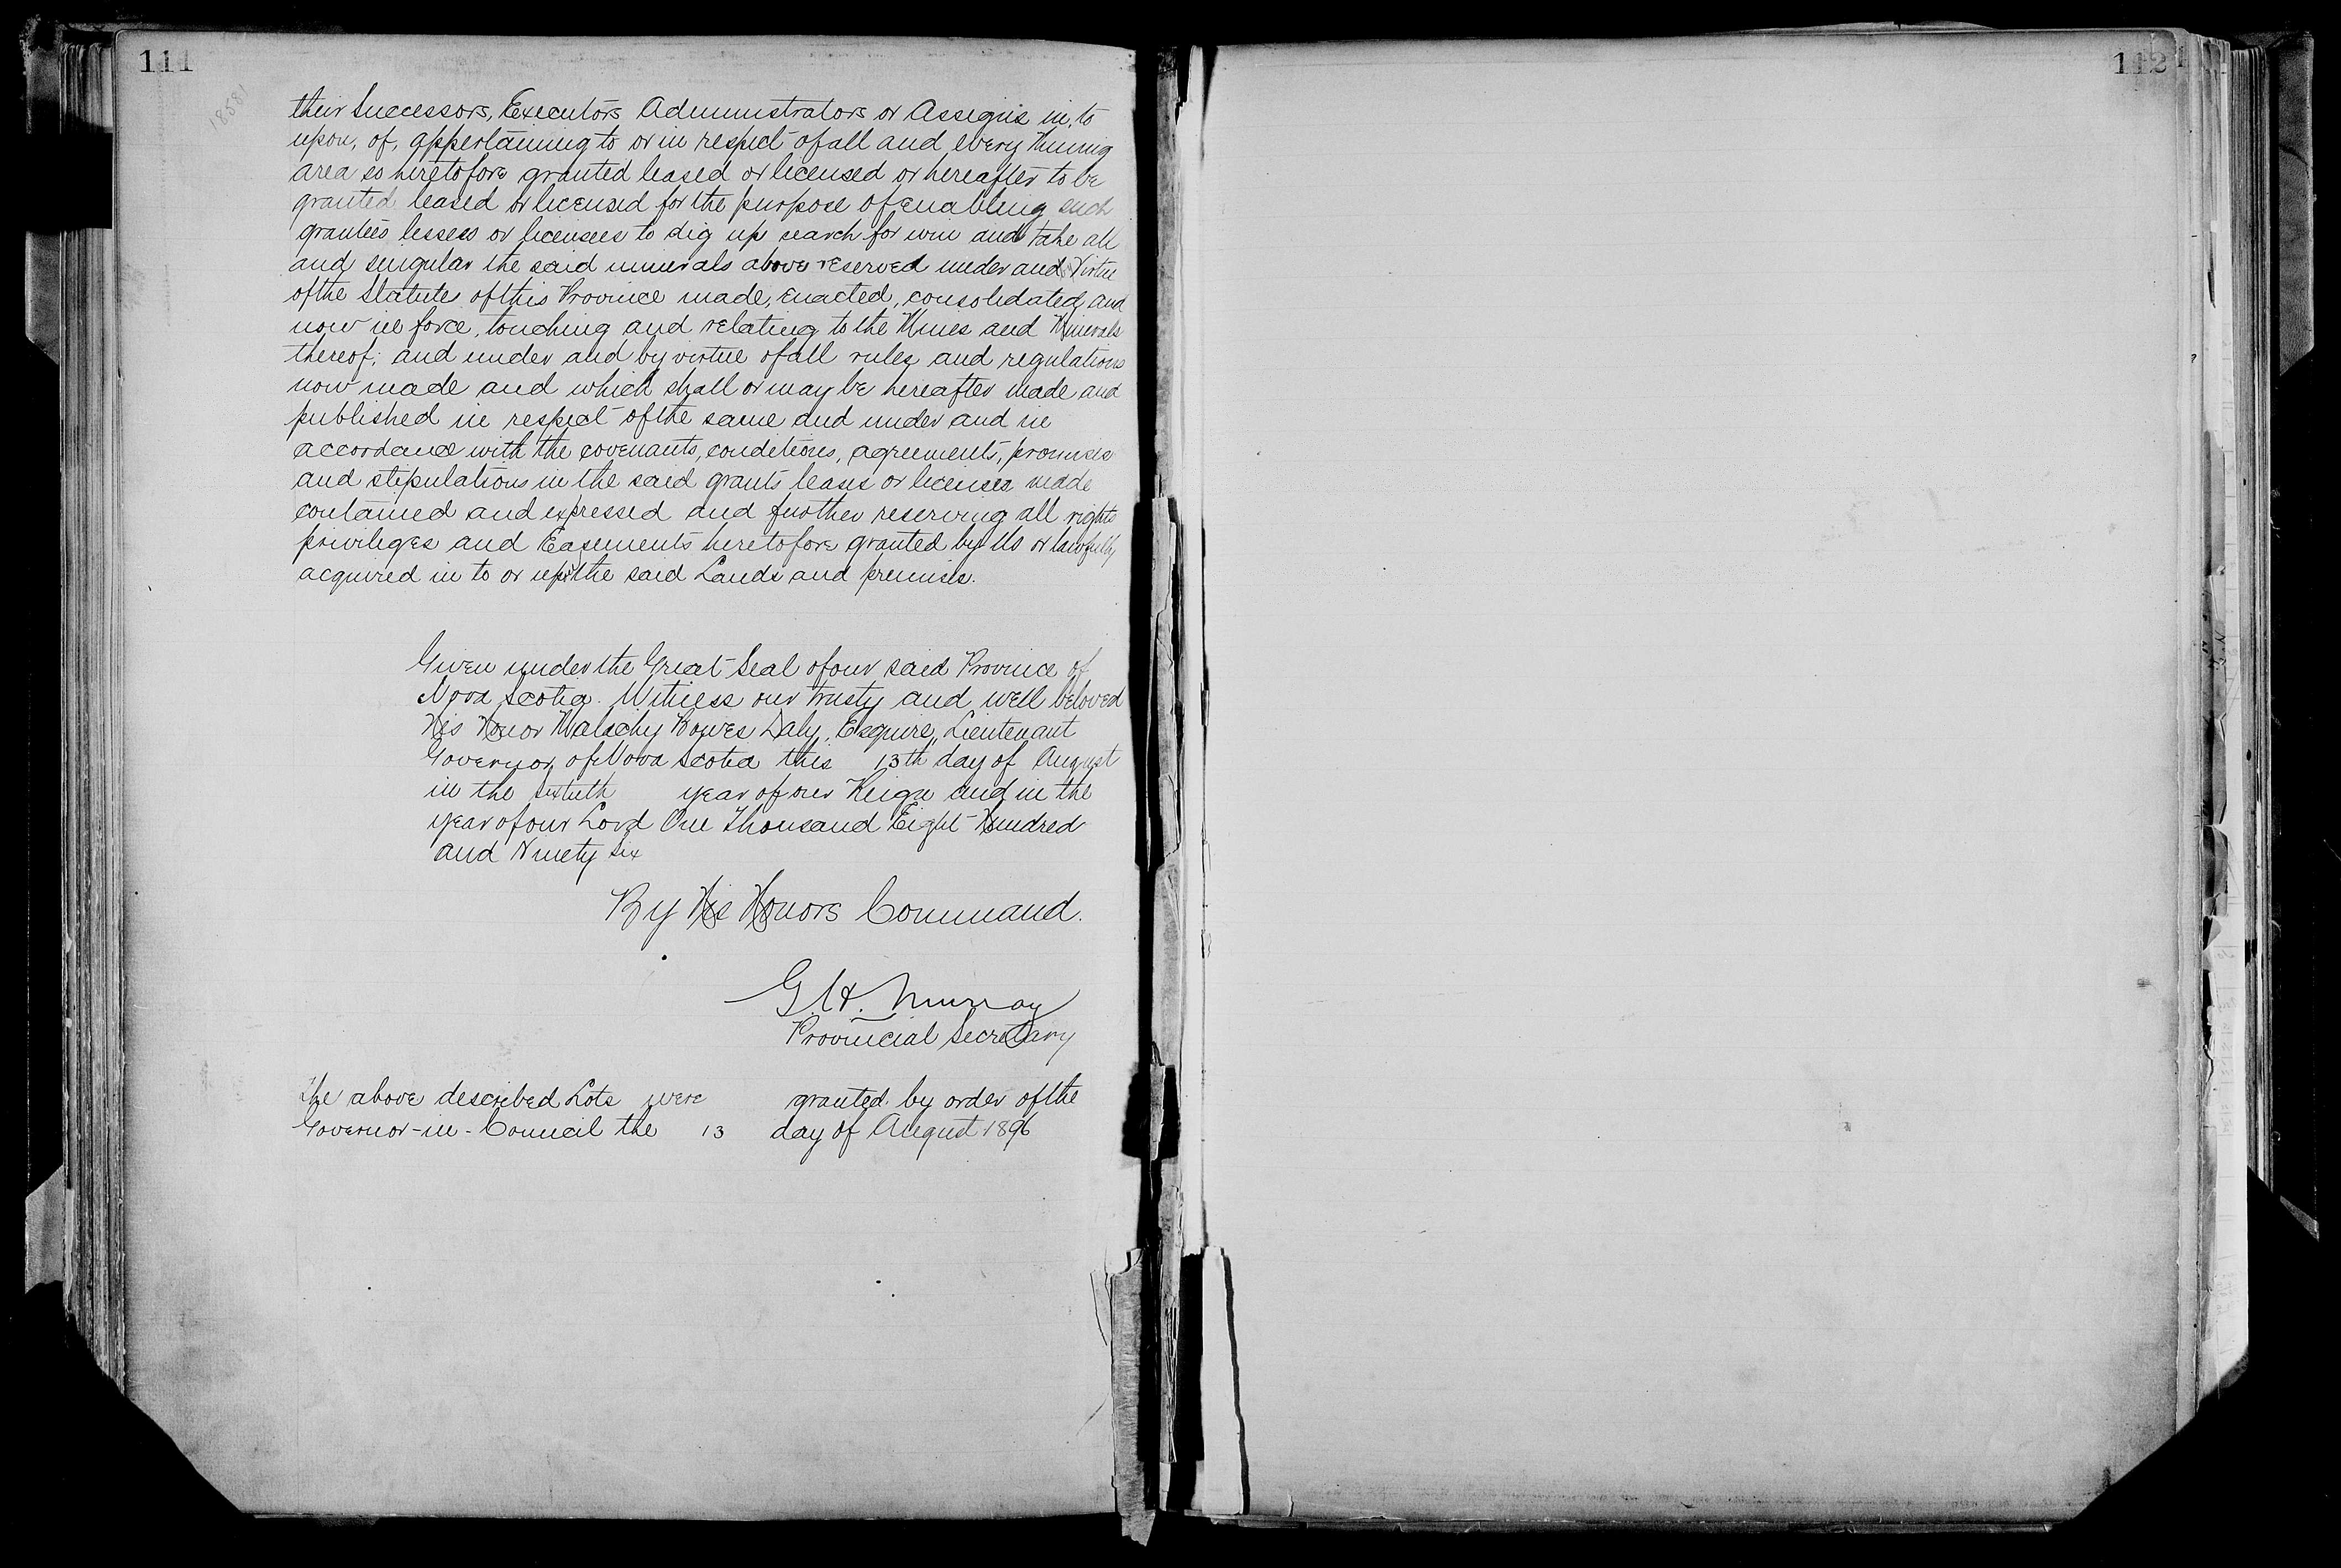 111
18581
their Successors, Executors Administrators or Assigns in, to
upon, of, appertaining to or in respect of all and every Mining
area so heretofore granted leased or licensed or hereafter to be
granted leased or licensed for the purpose of enabling such
grantees lessees or licensees to dig up search for win and take all
and singular the said minerals above reserved under and Virtue
of the Statutes of this Province made, enacted, consolidated and
now in force, touching and relating to the Mines and Minerals
thereof; and under and by virtue of all rules and regulations
now made and which shall or may be hereafter made and
published in respect of the same and under and in
accordance with the covenants, conditions, agreements, promises
and stipulations in the said grants leases or licenses made
contained and expressed and further reserving all rights
privileges and Easements heretofore granted by Us or lawfully
acquired in to or upon the said Lands and premises.
Given under the Great Seal of our said Province of
Nova Scotia. Witness our trusty and well beloved
His Honor Malachy Bowes Daly, Esquire, Lieutenant
Governor of Nova Scotia this 13th day of August
in the sixtieth year of our Reign and in the
year of our Lord One Thousand Eight Hundred
and Ninety Six
By His Honors Command.
G. H. Murray
Provincial Secretary
The above described Lots were granted by order of the
Governor-in-Council the 13 day of August 1896
112